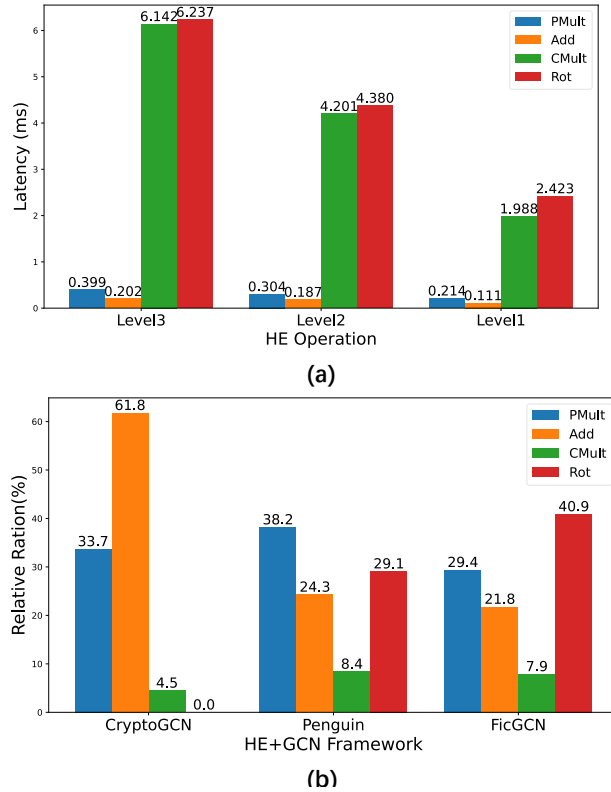 6.142
6.237
PMult
Add
CMult
Rot
6
5
4.201
4.380
4
Latency (ms)
3
2.423
1.988
2
1
0.399
0.202
0.304
0.187
0.214
0.111
0
Level3
Level2
Level1
HE Operation
(a)
61.8
PMult
Add
CMult
Rot
60
50
40.9
40
38.2
33.7
Relative Ration(%)
29.1
29.4
30
24.3
21.8
20
10
8.4
7.9
4.5
0.0
0
CryptoGCN
Penguin
FicGCN
HE+GCN Framework
(b)